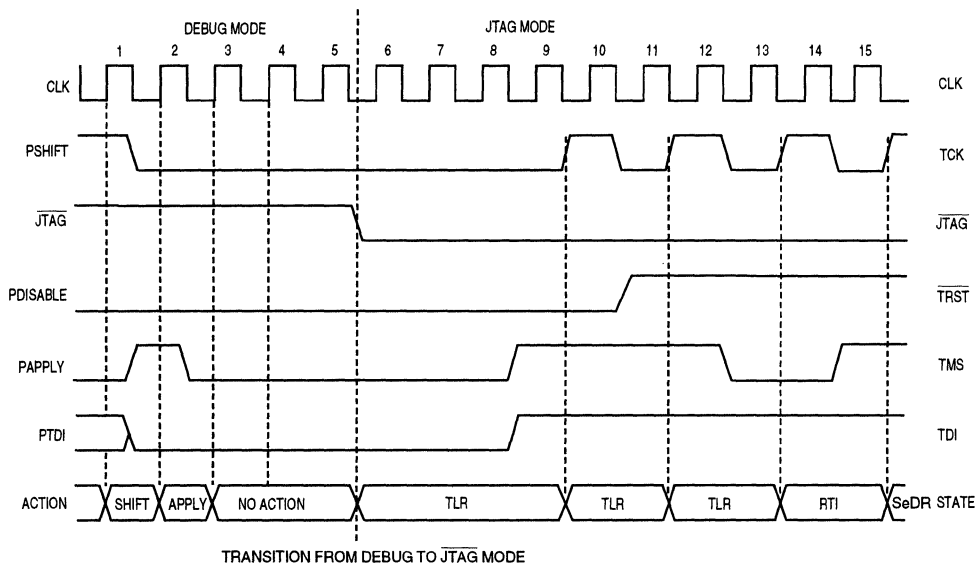 DEBUG MODE JTAG MODE
1 2 3 4 5 6 7 8 9 10 11 12 13 14 15
CLK CLK
PSHIFT TCK
JTAG JTAG
PDISABLE TRST
PAPPLY TMS
PTDI TDI
ACTION SHIFT APPLY NO ACTION TLR TLR TLR RTI SeDR STATE
TRANSITION FROM DEBUG TO JTAG MODE